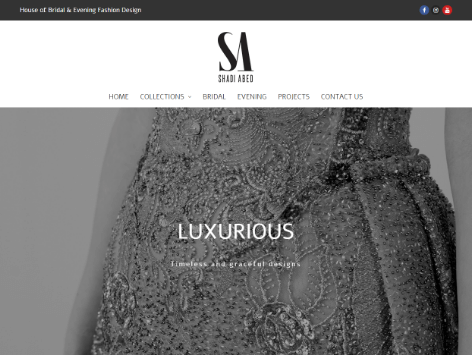 House of Bridal & Evening Fashion Design
SA
SHADI ABED
HOME COLLECTIONS BRIDAL EVENING PROJECTS CONTACT US
LUXURIOUS
Timeless and graceful designs